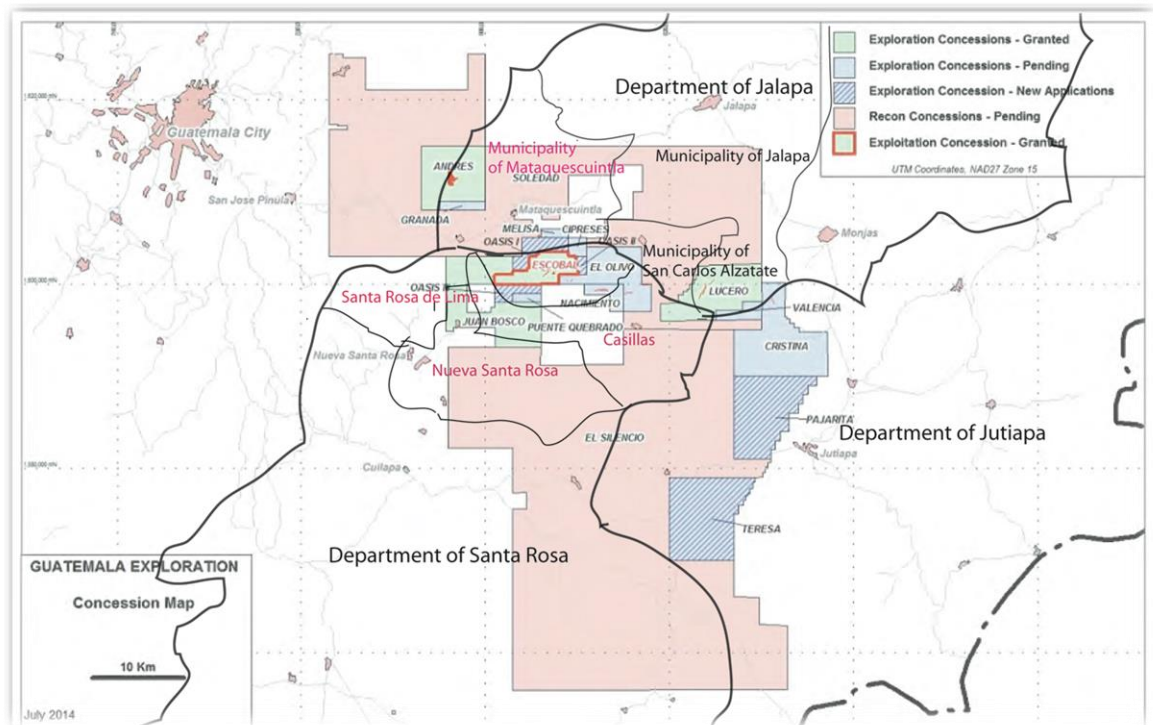 Exploration Concessions - Granted
Exploration Concessions - Pending
Exploration Concession - New Applications
Recon Concessions - Pending
Exploitation Concession - Granted
UTM Coordinates, NAD27 Zone 15
Department of Jalapa
Jalapa
Guatemala City
Municipality
of Mataquescuintla
Municipality of Jalapa
ANDRES
SOLEDAD
San Jose Pinula
GRANADA
Mataquescuintla
MELISA
CIPRESES
Monjas
OASIS I
OASIS II
Municipality of
San Carlos Alzatate
ESCOBAL
EL OLIVO
OASIS III
LUCERO
Santa Rosa de Lima
NACIMIENTO
VALENCIA
JUAN BOSCO
PUENTE QUEBRADO
Casillas
CRISTINA
Nueva Santa Rosa
Nueva Santa Rosa
PAJARITA
Department of Jutiapa
EL SILENCIO
Jutiapa
Cuilapa
TERESA
Department of Santa Rosa
GUATEMALA EXPLORATION
Concession Map
10 Km
July 2014